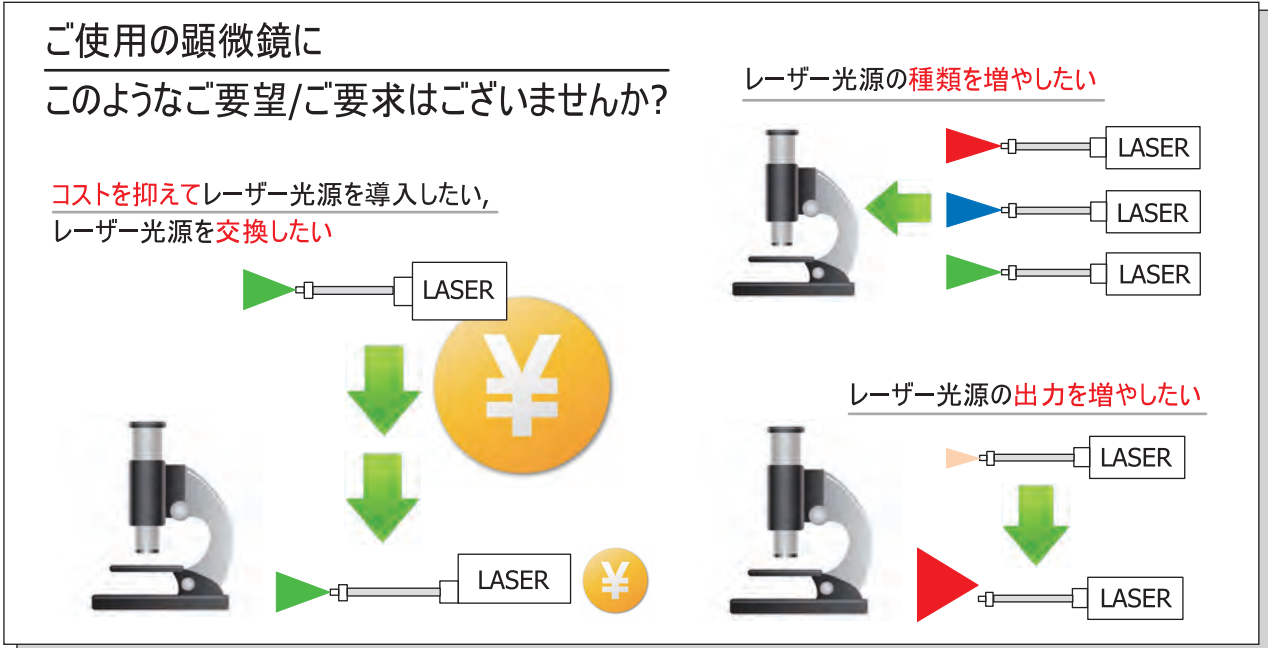 ご使用の顕微鏡に
このようなご要望/ご要求はございませんか?
コストを抑えてレーザー光源を導入したい,
レーザー光源を交換したい
LASER
¥
LASER
¥
レーザー光源の種類を増やしたい
LASER
LASER
LASER
レーザー光源の出力を増やしたい
LASER
LASER